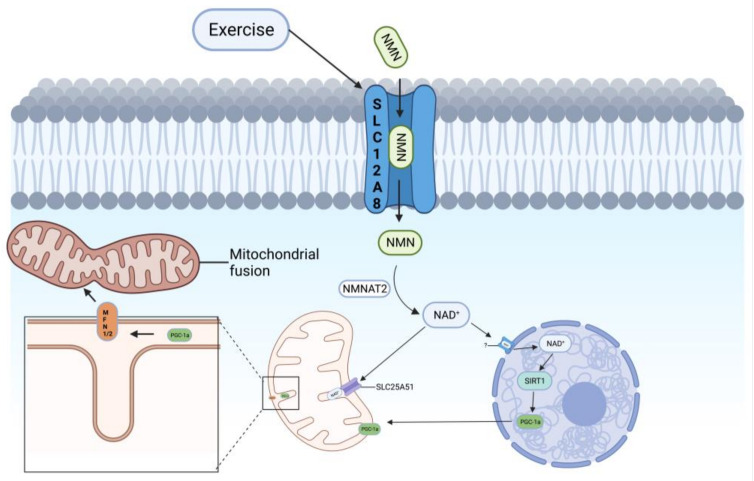 Exercise
NMN
SLC12A8
NMN
NMN
Mitochondrial
fusion
NMNAT2
NAD⁺
MFN1/2
PGC-1a
?
NAD⁺
SIRT1
PGC-1a
NAD⁺
SLC25A51
PGC-1a